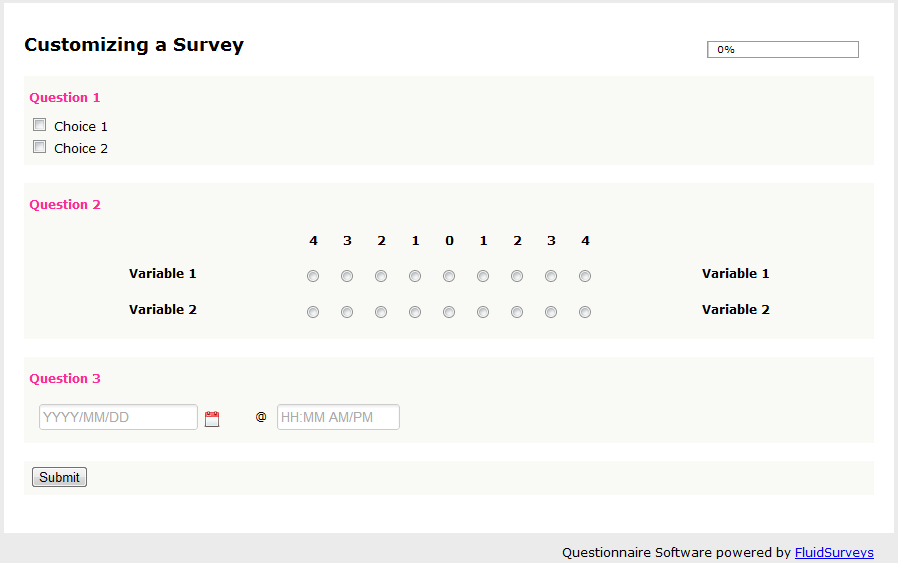 Customizing a Survey
0%
Question 1
Choice 1
Choice 2
Question 2
4 3 2 1 0 1 2 3 4
Variable 1 Variable 1
Variable 2 Variable 2
Question 3
YYYY/MM/DD @ HH:MM AM/PM
Submit
Questionnaire Software powered by FluidSurveys